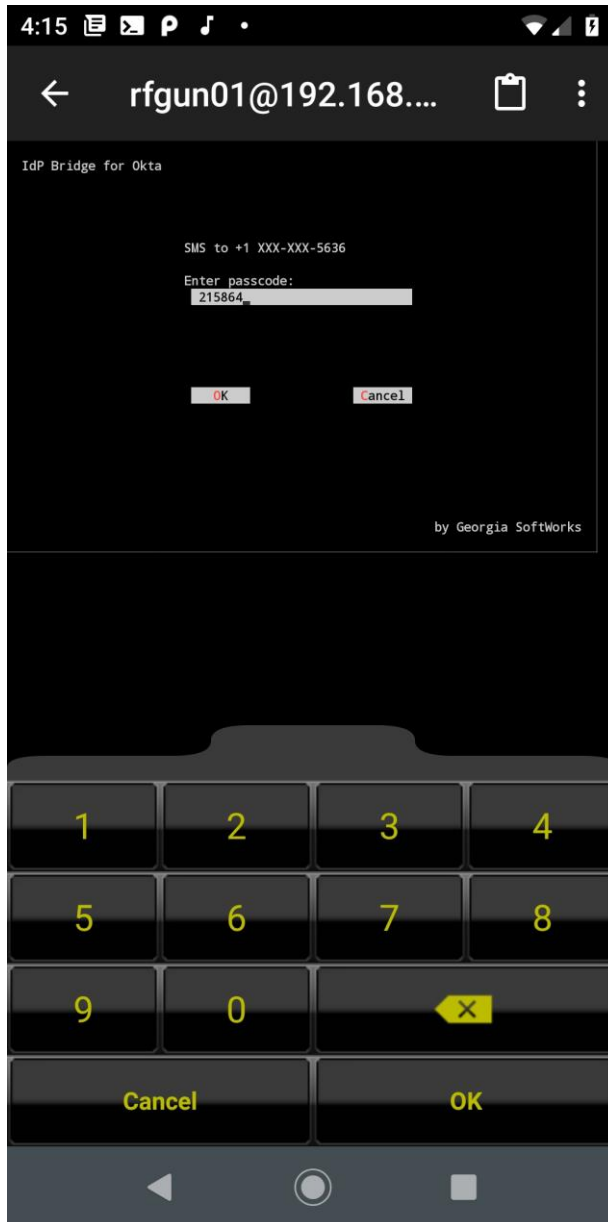 4:15
rfgun01@192.168....
IdP Bridge for Okta
SMS to +1 XXX-XXX-5636
Enter passcode:
215864_
OK Cancel
by Georgia SoftWorks
1 2 3 4
5 6 7 8
9 0
Cancel OK